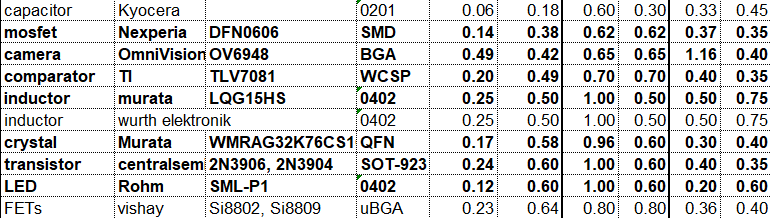 capacitor Kyocera 0201 0.06 0.18 0.60 0.30 0.33 0.45
mosfet Nexperia DFN0606 SMD 0.14 0.38 0.62 0.62 0.37 0.35
camera OmniVision OV6948 BGA 0.49 0.42 0.65 0.65 1.16 0.40
comparator TI TLV7081 WCSP 0.20 0.49 0.70 0.70 0.40 0.35
inductor murata LQG15HS 0402 0.25 0.50 1.00 0.50 0.50 0.75
inductor wurth elektronik 0402 0.25 0.50 1.00 0.50 0.50 0.75
crystal Murata WMRAG32K76CS1 QFN 0.17 0.58 0.96 0.60 0.30 0.40
transistor centralsem 2N3906, 2N3904 SOT-923 0.24 0.60 1.00 0.60 0.40 0.35
LED Rohm SML-P1 0402 0.12 0.60 1.00 0.60 0.20 0.60
FETs vishay Si8802, Si8809 uBGA 0.23 0.64 0.80 0.80 0.36 0.40